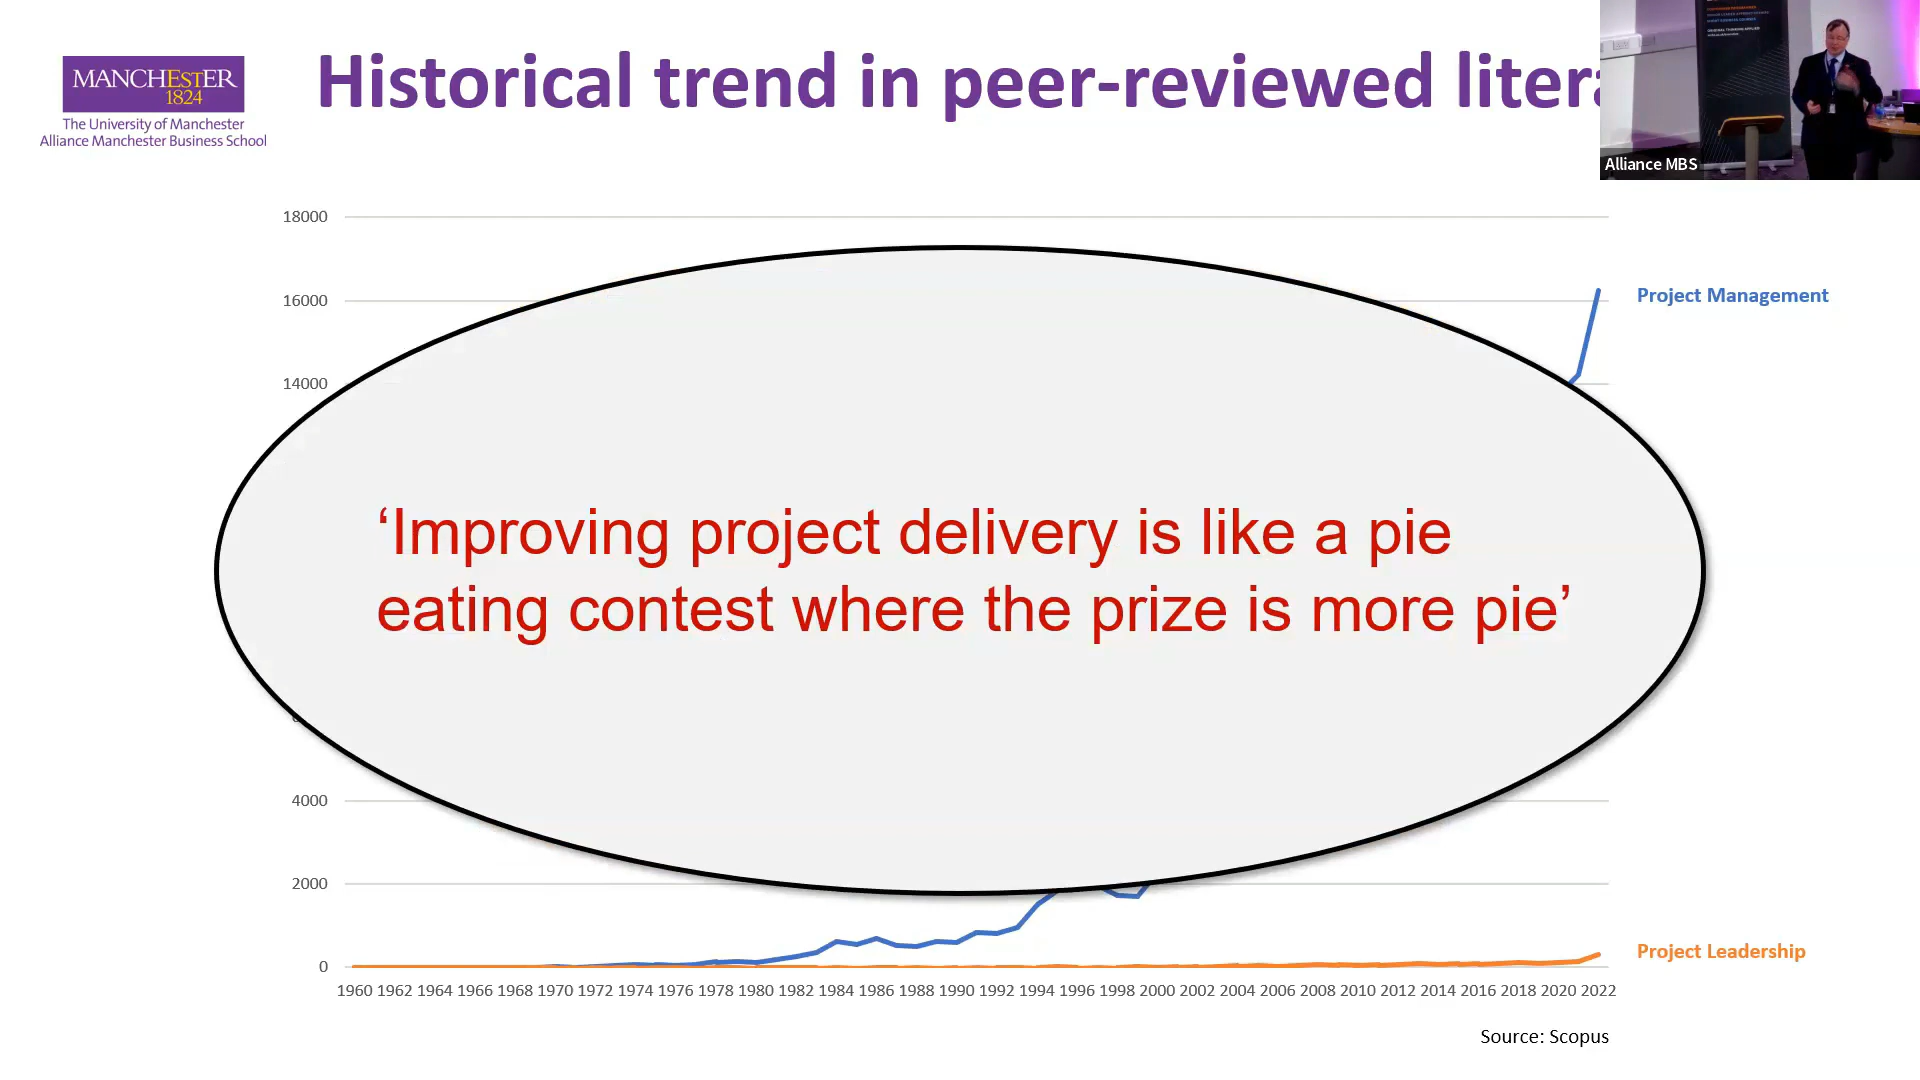 MANCHESTER
1824
The University of Manchester
Alliance Manchester Business School
Historical trend in peer-reviewed litera
Alliance MBS
18000
16000
14000
4000
2000
0
Project Management
‘Improving project delivery is like a pie
eating contest where the prize is more pie’
Project Leadership
1960 1962 1964 1966 1968 1970 1972 1974 1976 1978 1980 1982 1984 1986 1988 1990 1992 1994 1996 1998 2000 2002 2004 2006 2008 2010 2012 2014 2016 2018 2020 2022
Source: Scopus